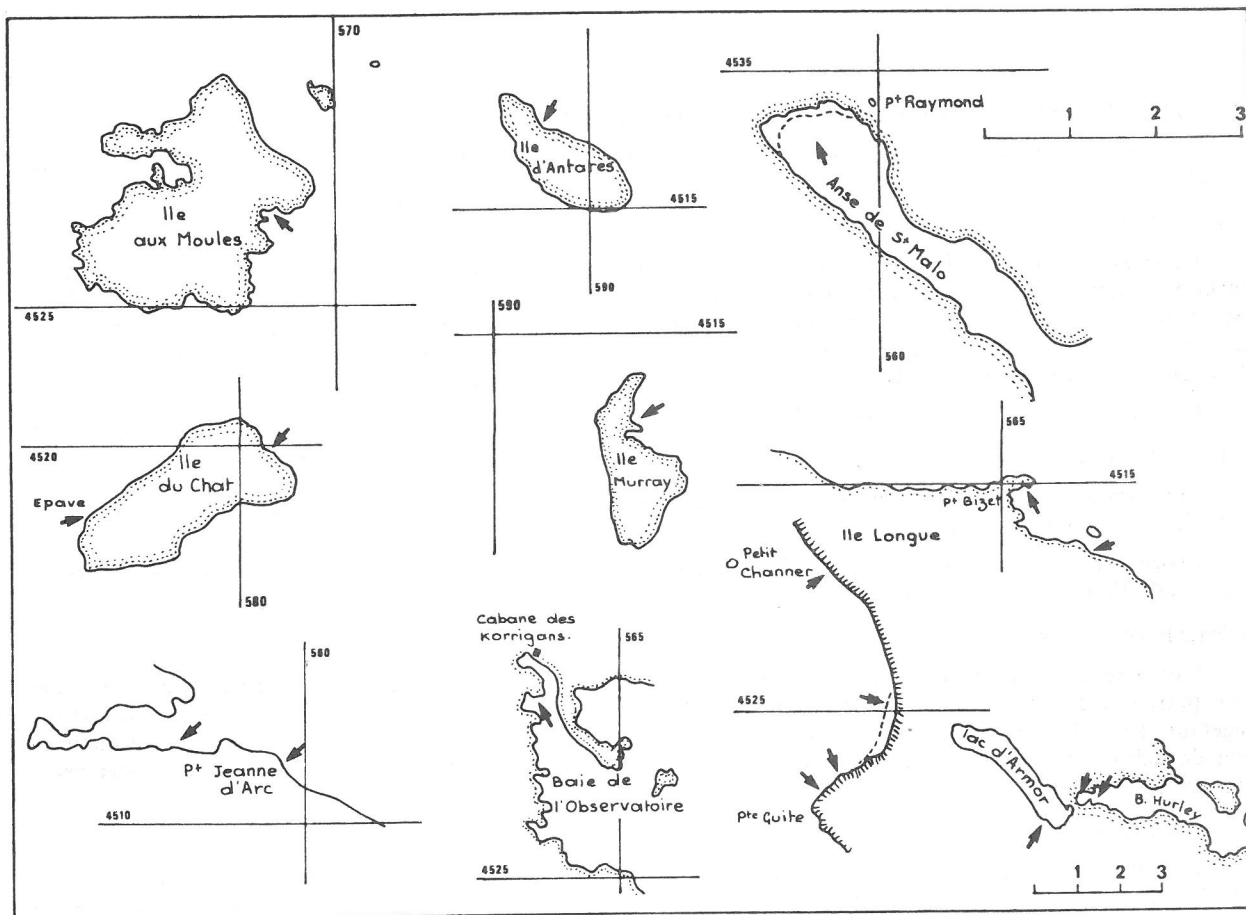 570
Ile
aux Moules
4525
Ile
d'Antares
4515
590
4535
Pt Raymond
1 2 3
Anse de St Malo
560
590
4515
4520
Ile
du Chat
Epave
580
Ile
Murray
565
4515
Pt Bizet
Ile Longue
Petit
Channer
4525
Pte Guite
580
Pt Jeanne
d'Arc
4510
Cabane des
Korrigans.
565
Baie de
l'Observatoire
4525
lac d'Armor
B. Hurley
1 2 3